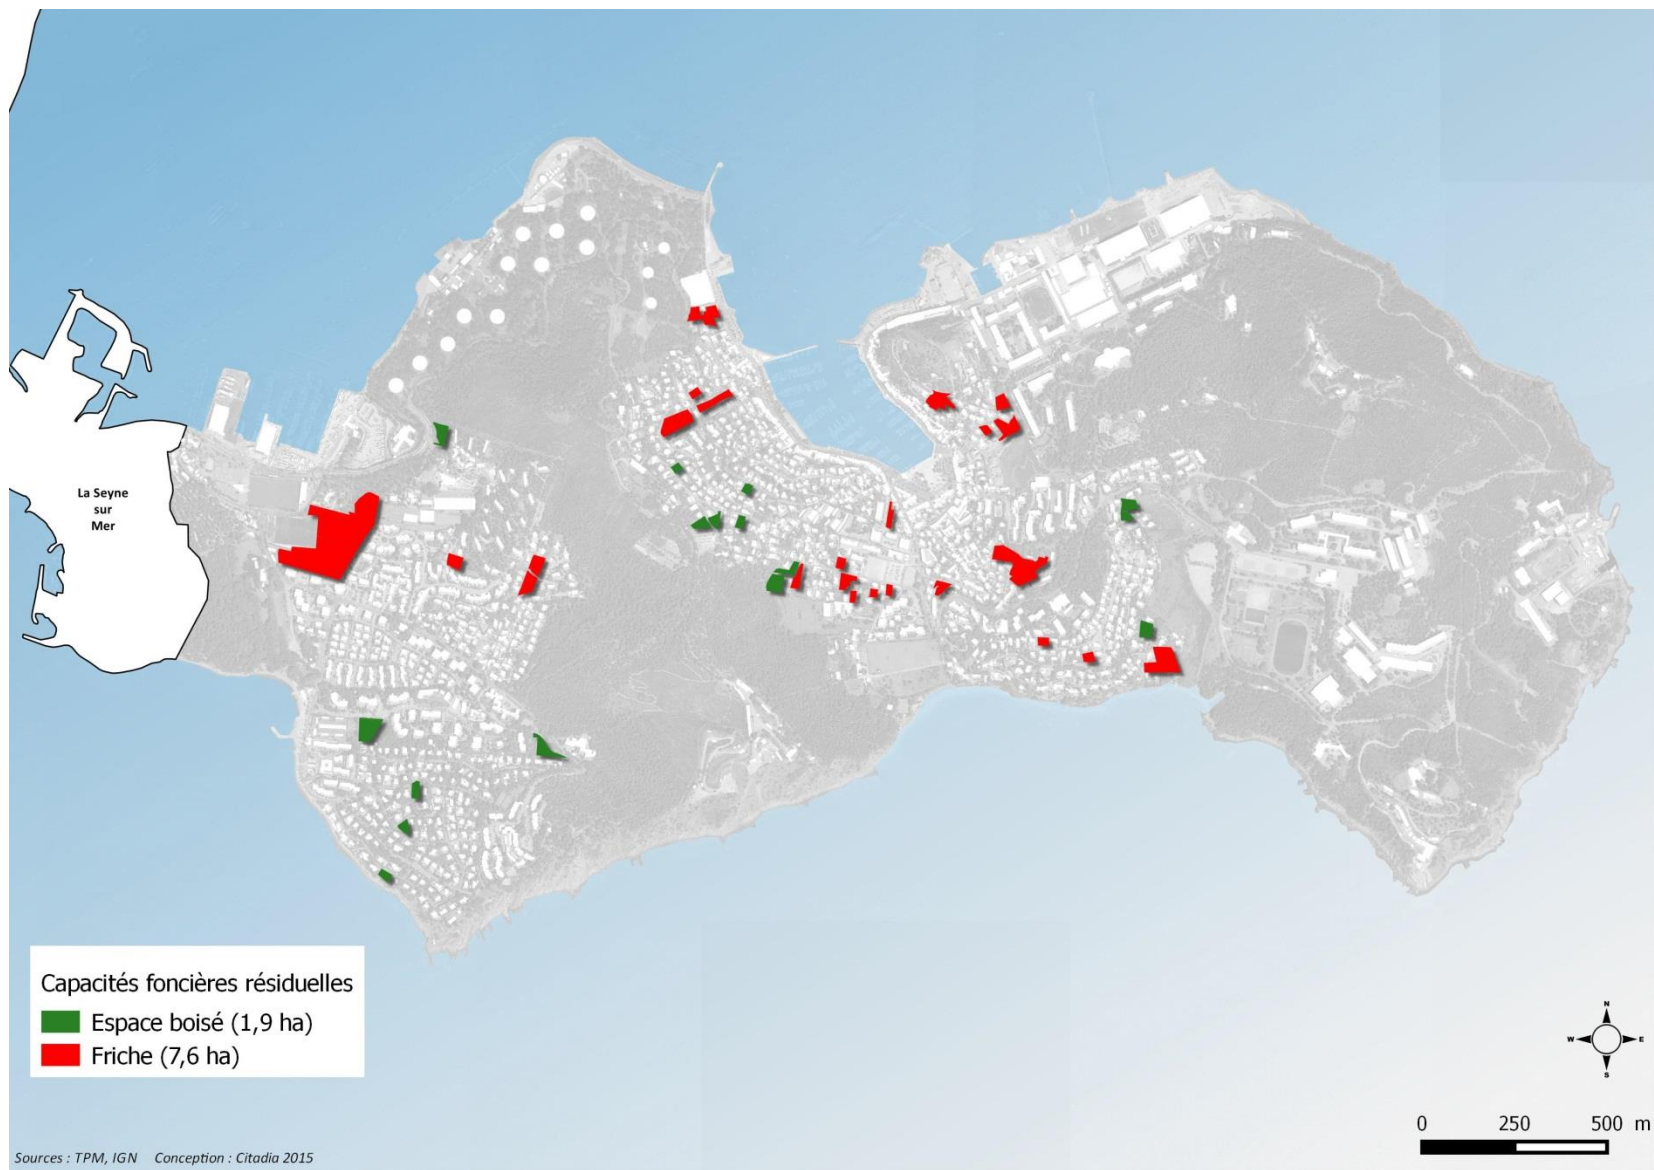 La Seyne
sur
Mer
Capacités foncières résiduelles
Espace boisé (1,9 ha)
Friche (7,6 ha)
N
W E
S
0 250 500 m
Sources : TPM, IGN Conception : Citadia 2015